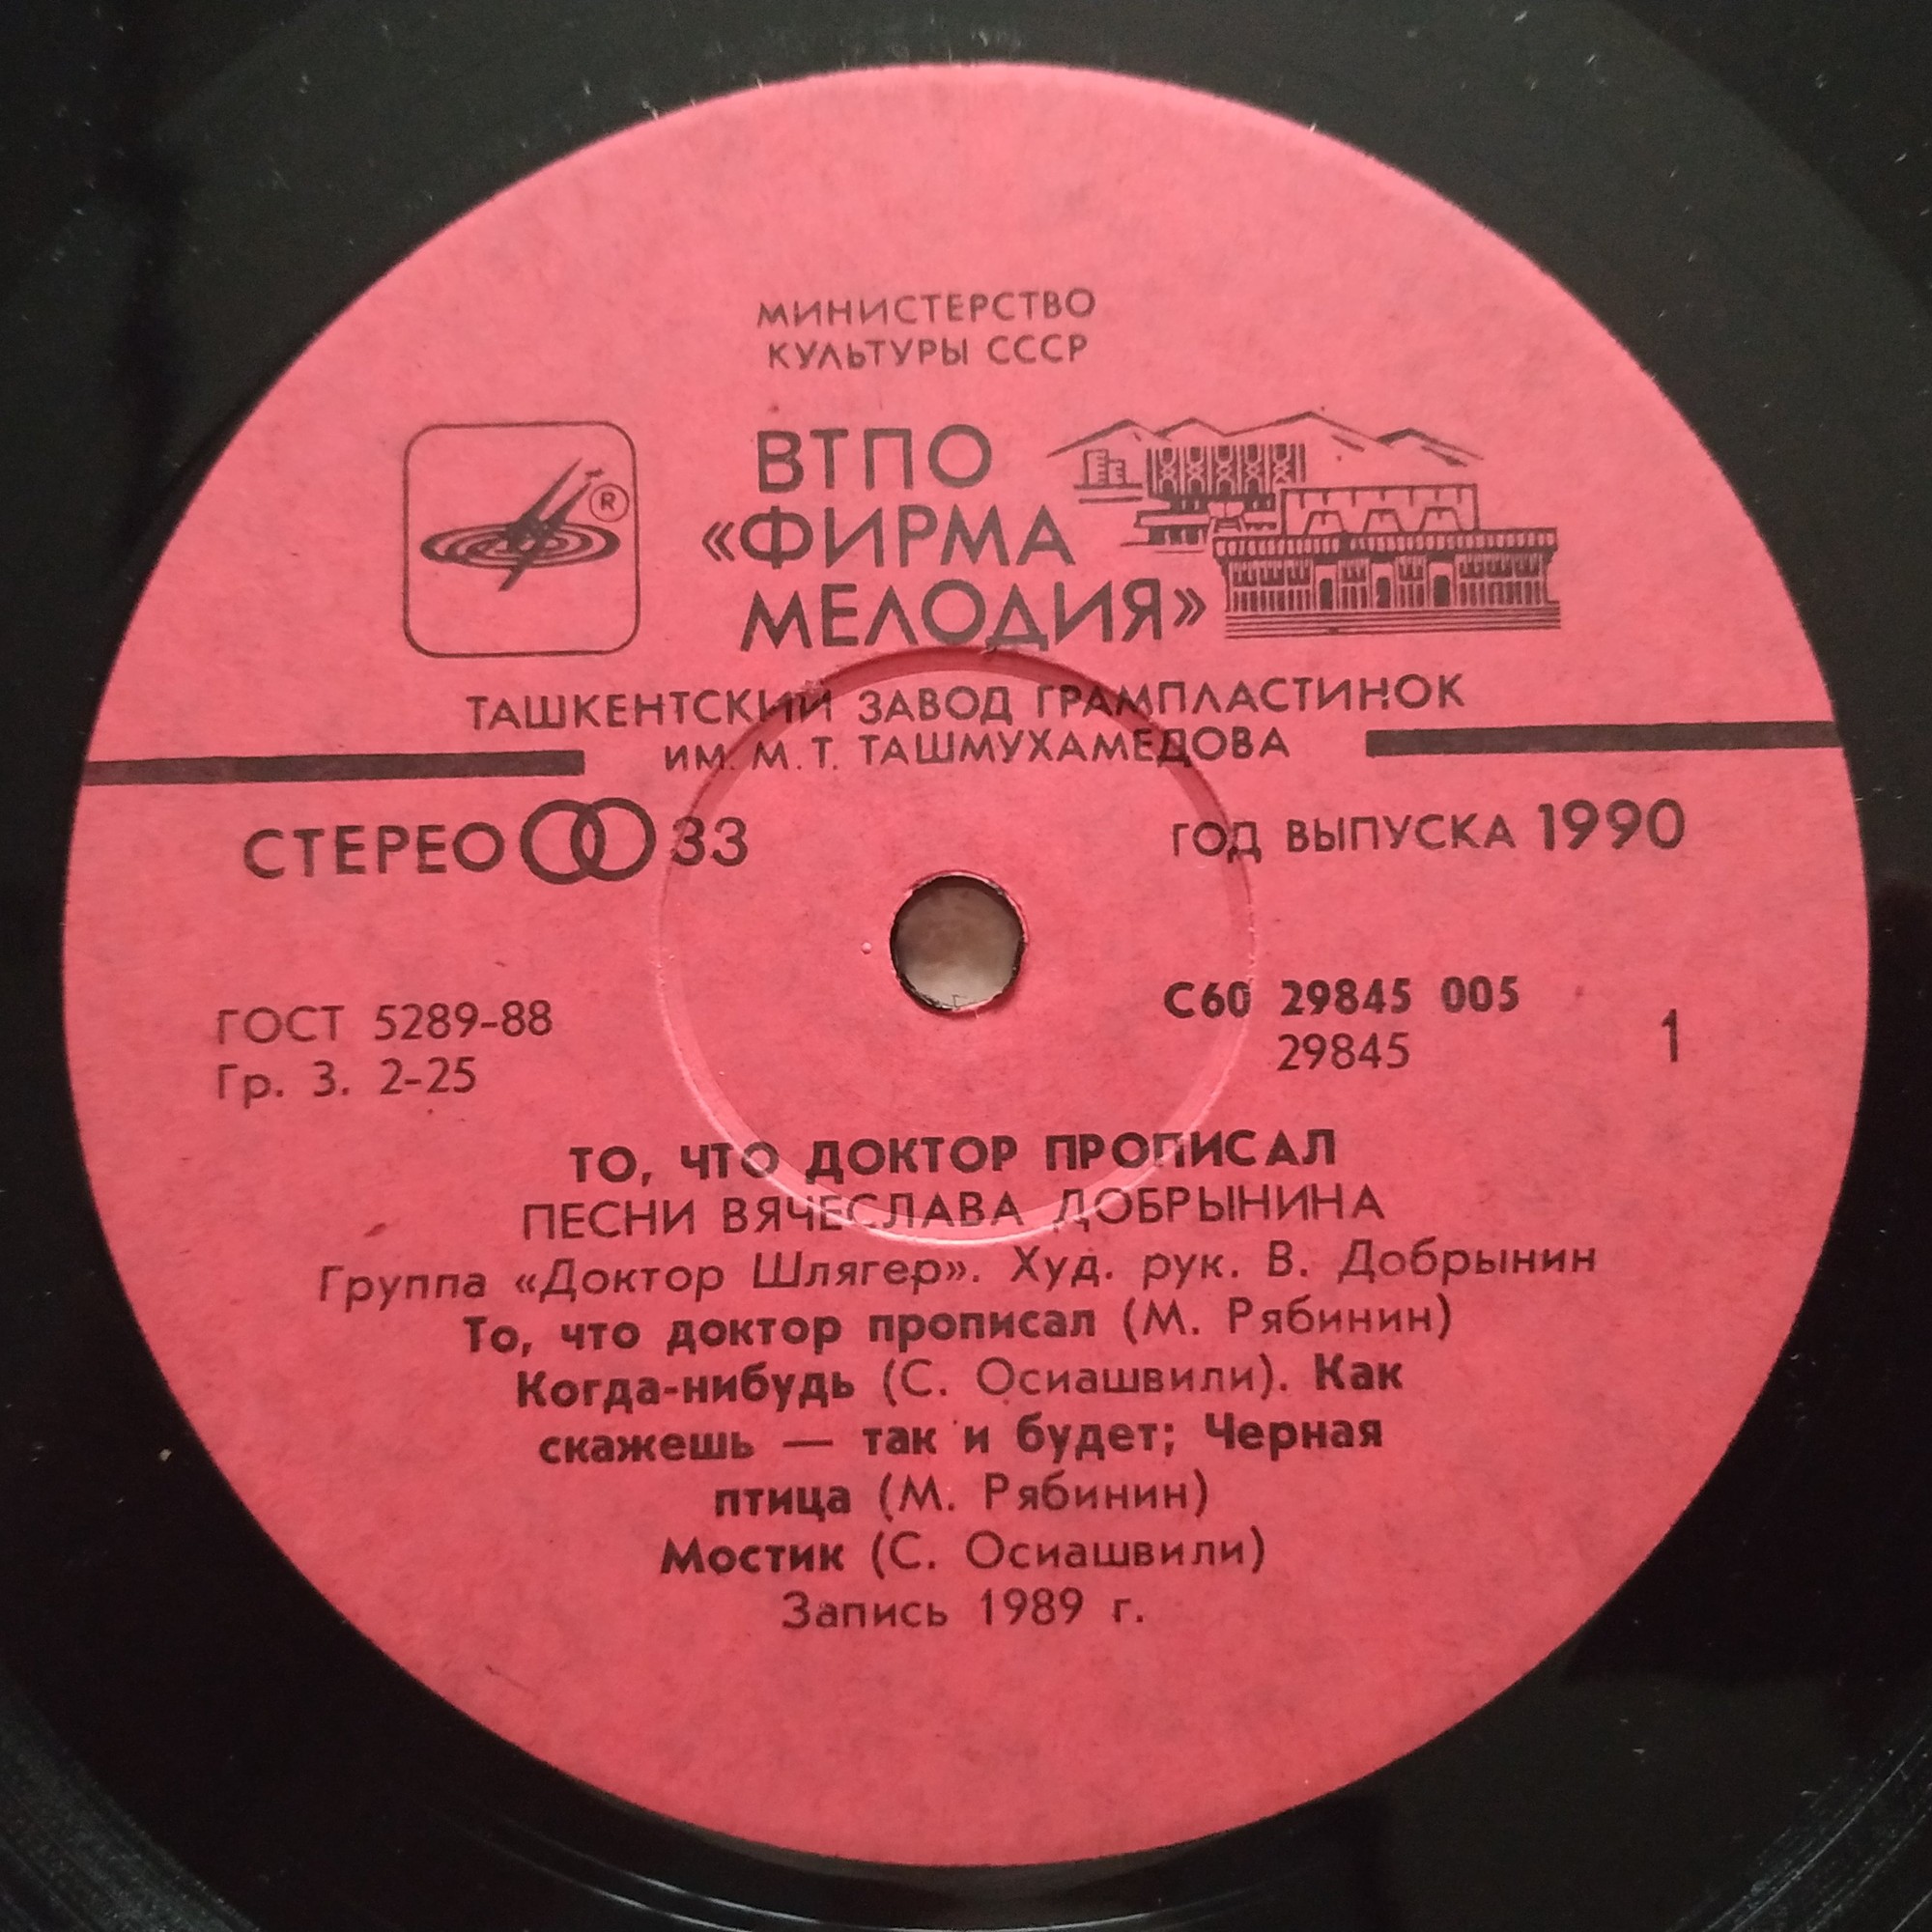 МИНИСТЕРСТВО
КУЛЬТУРЫ СССР
ВТПО
«ФИРМА
МЕЛОДИЯ»
R
ТАШКЕНТСКИЙ ЗАВОД ГРАМПЛАСТИНОК
ИМ. М. Т. ТАШМУХАМЕДОВА
СТЕРЕО 33
ГОД ВЫПУСКА 1990
ГОСТ 5289-88
Гр. 3. 2-25
С60 29845 005
29845
1
ТО, ЧТО ДОКТОР ПРОПИСАЛ
ПЕСНИ ВЯЧЕСЛАВА ДОБРЫНИНА
Группа «Доктор Шлягер». Худ. рук. В. Добрынин
То, что доктор прописал (М. Рябинин)
Когда-нибудь (С. Осиашвили). Как
скажешь — так и будет; Черная
птица (М. Рябинин)
Мостик (С. Осиашвили)
Запись 1989 г.